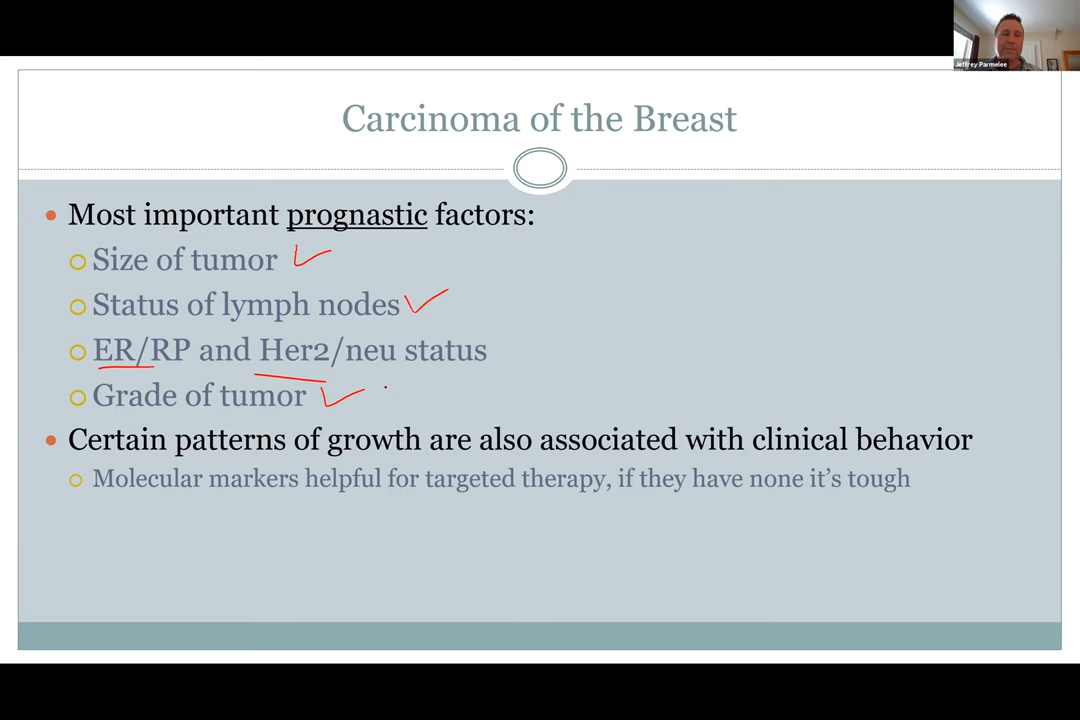 Jeffrey Parmelee
Carcinoma of the Breast
Most important prognastic factors:
Size of tumor
Status of lymph nodes
ER/RP and Her2/neu status
Grade of tumor
Certain patterns of growth are also associated with clinical behavior
Molecular markers helpful for targeted therapy, if they have none it's tough